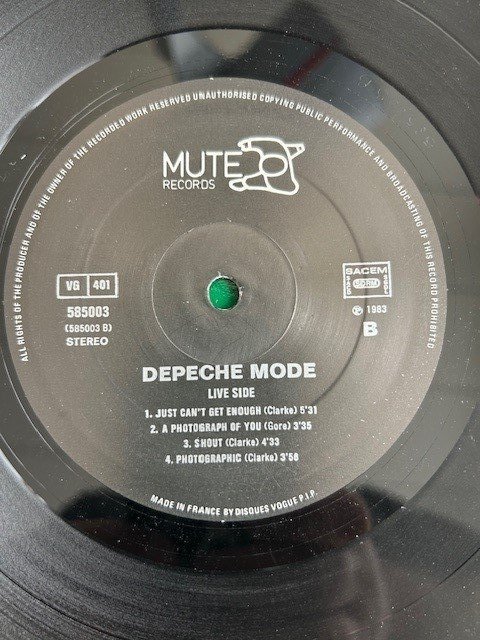 ALL RIGHTS OF THE PRODUCER AND OF THE OWNER OF THE RECORDED WORK RESERVED UNAUTHORISED COPYING PUBLIC PERFORMANCE AND BROADCASTING OF THIS RECORD PROHIBITED
MUTE
RECORDS
VG 401
585003
(585003 B)
STEREO
SACEM
SDRM
℗ 1983
B
DEPECHE MODE
LIVE SIDE
1. JUST CAN'T GET ENOUGH (Clarke) 5'31
2. A PHOTOGRAPH OF YOU (Gore) 3'35
3. SHOUT (Clarke) 4'33
4. PHOTOGRAPHIC (Clarke) 3'58
MADE IN FRANCE BY DISQUES VOGUE P.I.P.